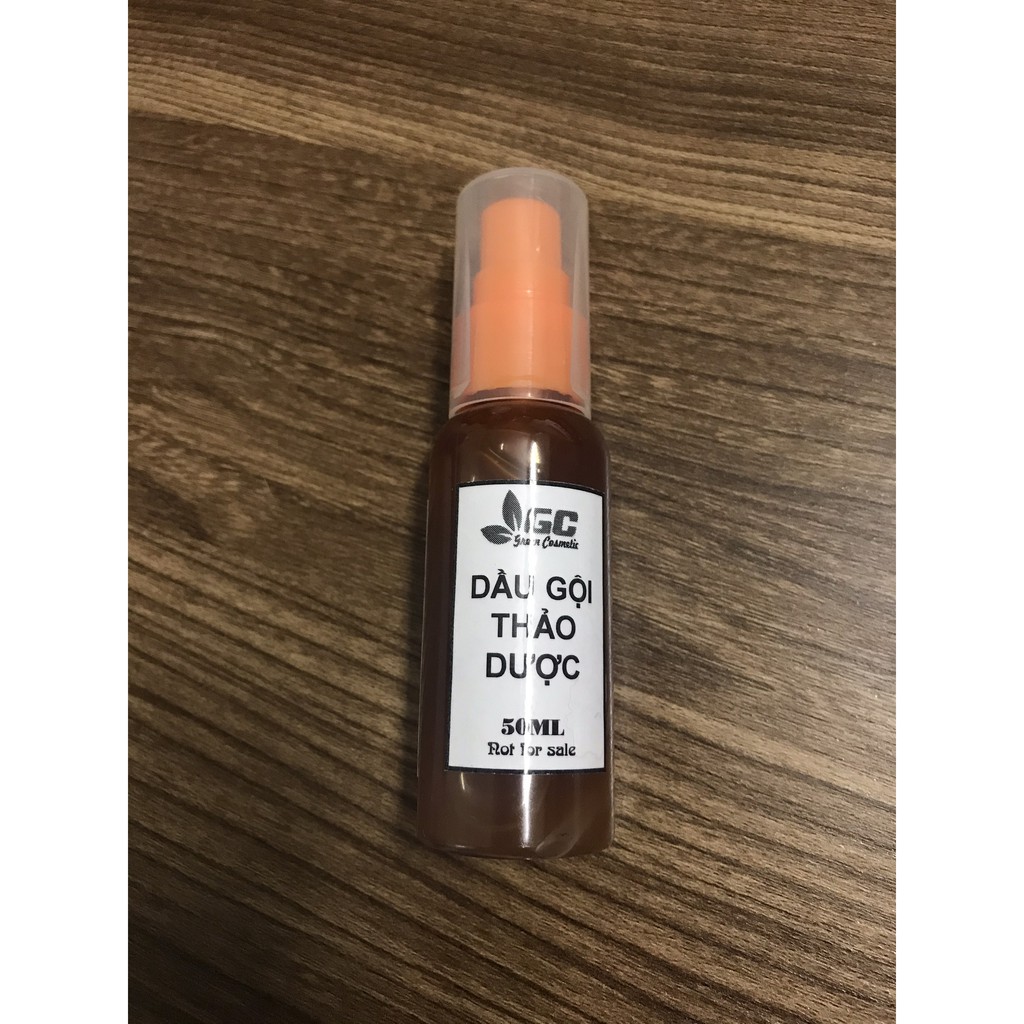 GC
Green Cosmetic
DẦU GỘI
THẢO
DƯỢC
50ML
Not for sale